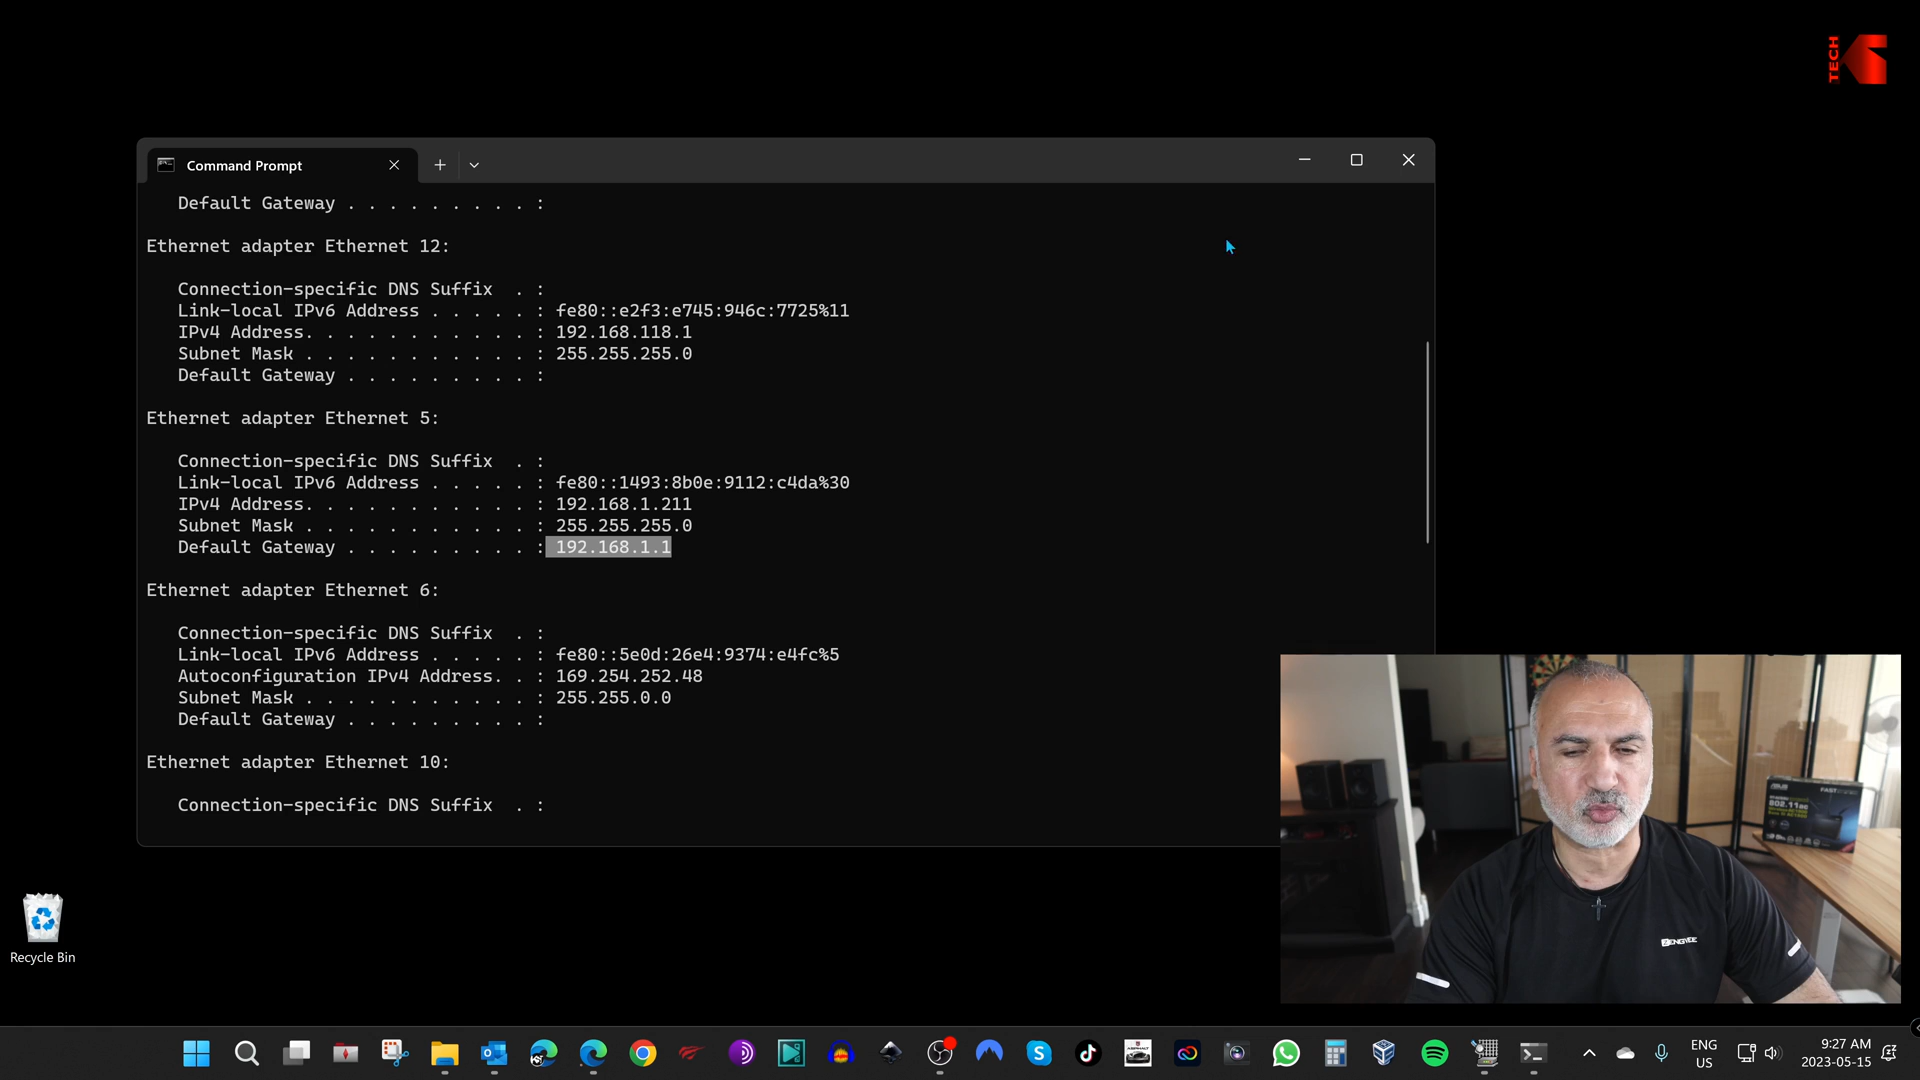 TECH
Command Prompt
Default Gateway . . . . . . . . . :
Ethernet adapter Ethernet 12:
Connection-specific DNS Suffix . :
Link-local IPv6 Address . . . . . : fe80::e2f3:e745:946c:7725%11
IPv4 Address. . . . . . . . . . . : 192.168.118.1
Subnet Mask . . . . . . . . . . . : 255.255.255.0
Default Gateway . . . . . . . . . :
Ethernet adapter Ethernet 5:
Connection-specific DNS Suffix . :
Link-local IPv6 Address . . . . . : fe80::1493:8b0e:9112:c4da%30
IPv4 Address. . . . . . . . . . . : 192.168.1.211
Subnet Mask . . . . . . . . . . . : 255.255.255.0
Default Gateway . . . . . . . . . : 192.168.1.1
Ethernet adapter Ethernet 6:
Connection-specific DNS Suffix . :
Link-local IPv6 Address . . . . . : fe80::5e0d:26e4:9374:e4fc%5
Autoconfiguration IPv4 Address. . : 169.254.252.48
Subnet Mask . . . . . . . . . . . : 255.255.0.0
Default Gateway . . . . . . . . . :
Ethernet adapter Ethernet 10:
Connection-specific DNS Suffix . :
FAST
802.11ac
Recycle Bin
ENG
US
9:27 AM
2023-05-15